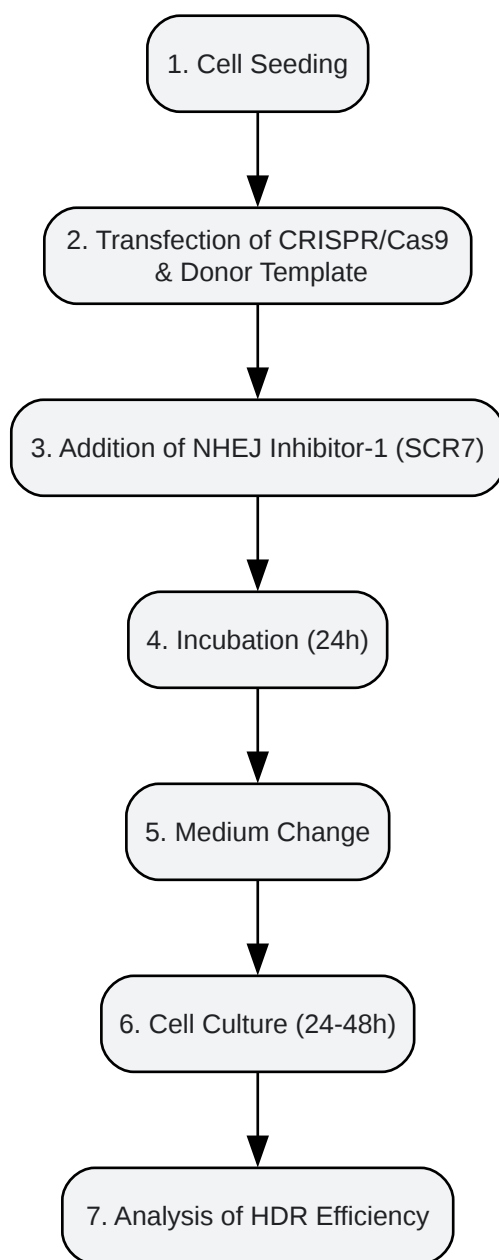 1. Cell Seeding
2. Transfection of CRISPR/Cas9
& Donor Template
3. Addition of NHEJ Inhibitor-1 (SCR7)
4. Incubation (24h)
5. Medium Change
6. Cell Culture (24-48h)
7. Analysis of HDR Efficiency